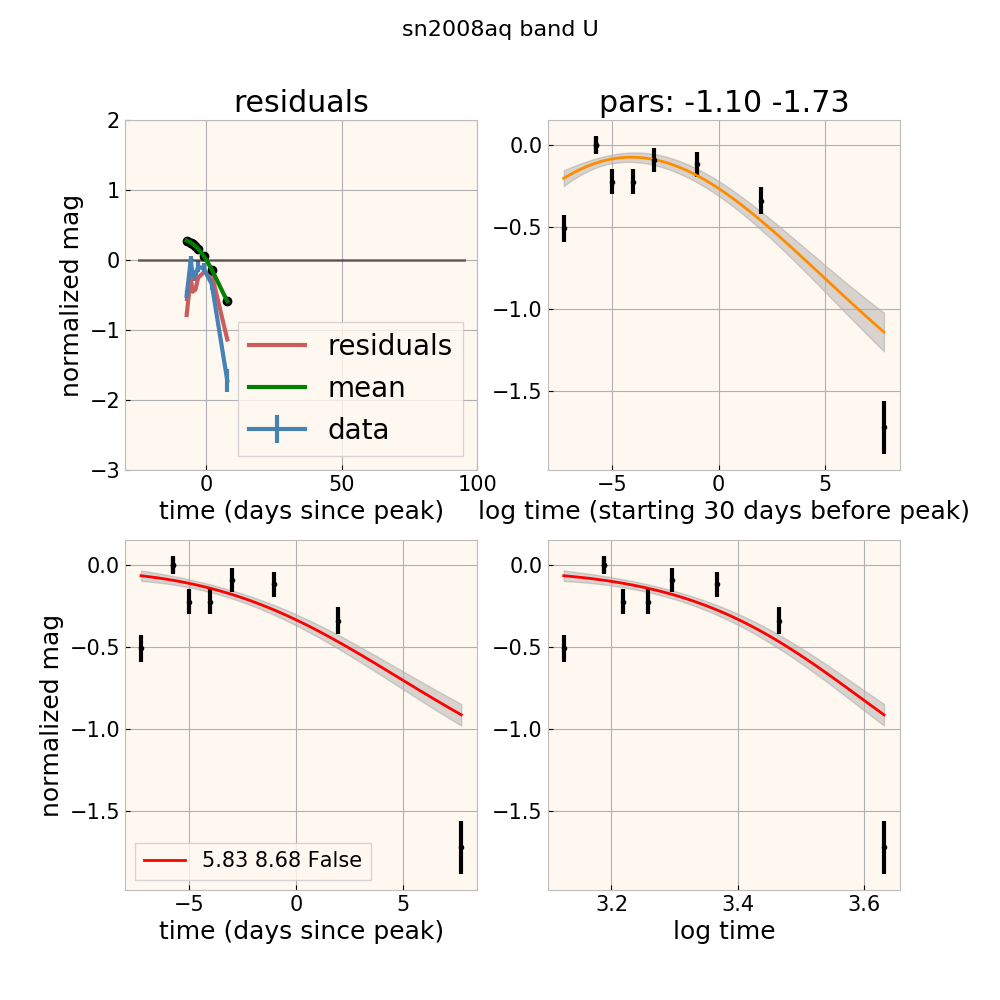 sn2008aq band U
residuals
pars: -1.10 -1.73
normalized mag
2
1
0
−1
−2
−3
residuals
mean
data
0
50
100
time (days since peak)
0.0
−0.5
−1.0
−1.5
−5
0
5
log time (starting 30 days before peak)
normalized mag
0.0
−0.5
−1.0
−1.5
5.83 8.68 False
−5
0
5
time (days since peak)
0.0
−0.5
−1.0
−1.5
3.2
3.4
3.6
log time